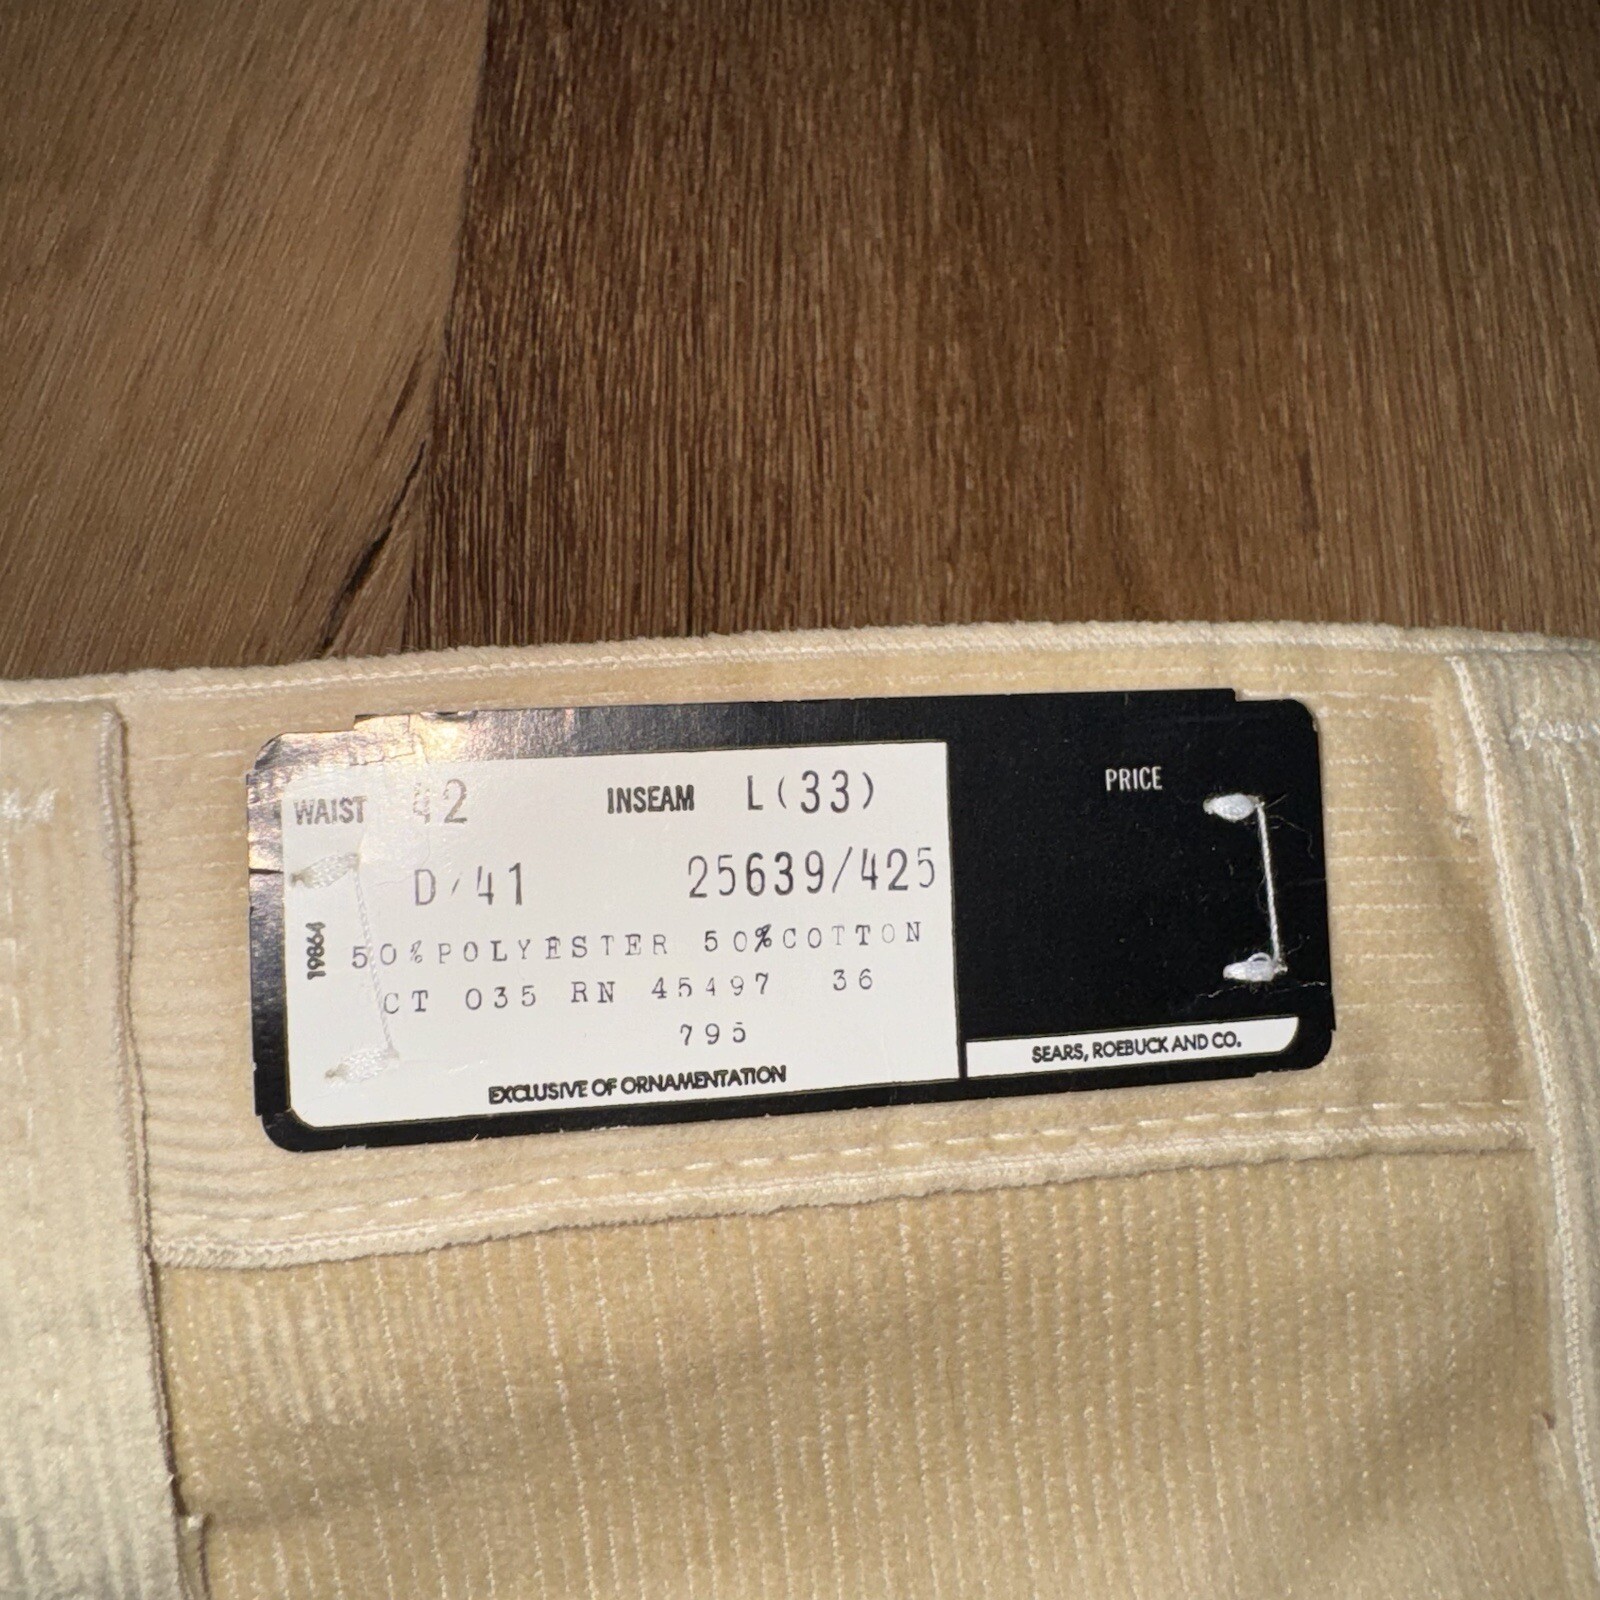 WAIST 42 INSEAM L(33)
D/41 25639/425
50%POLYESTER 50%COTTON
CT 035 RN 45497 36
795
EXCLUSIVE OF ORNAMENTATION
19864
PRICE
SEARS, ROEBUCK AND CO.